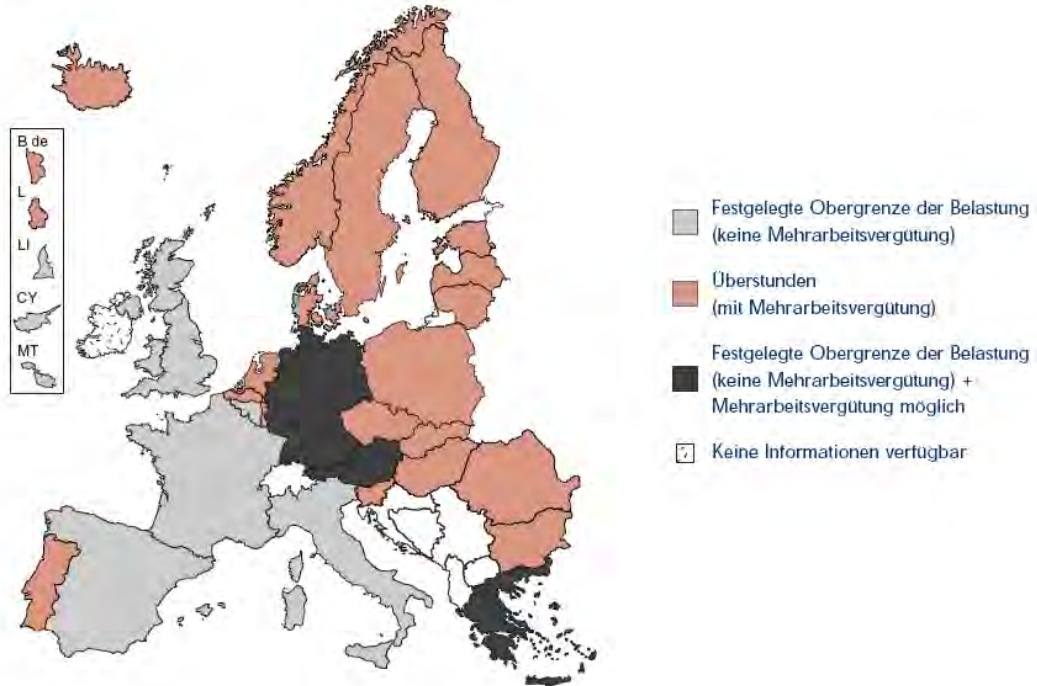 B de
L
LI
CY
MT
Festgelegte Obergrenze der Belastung
(keine Mehrarbeitsvergütung)
Überstunden
(mit Mehrarbeitsvergütung)
Festgelegte Obergrenze der Belastung
(keine Mehrarbeitsvergütung) +
Mehrarbeitsvergütung möglich
Keine Informationen verfügbar